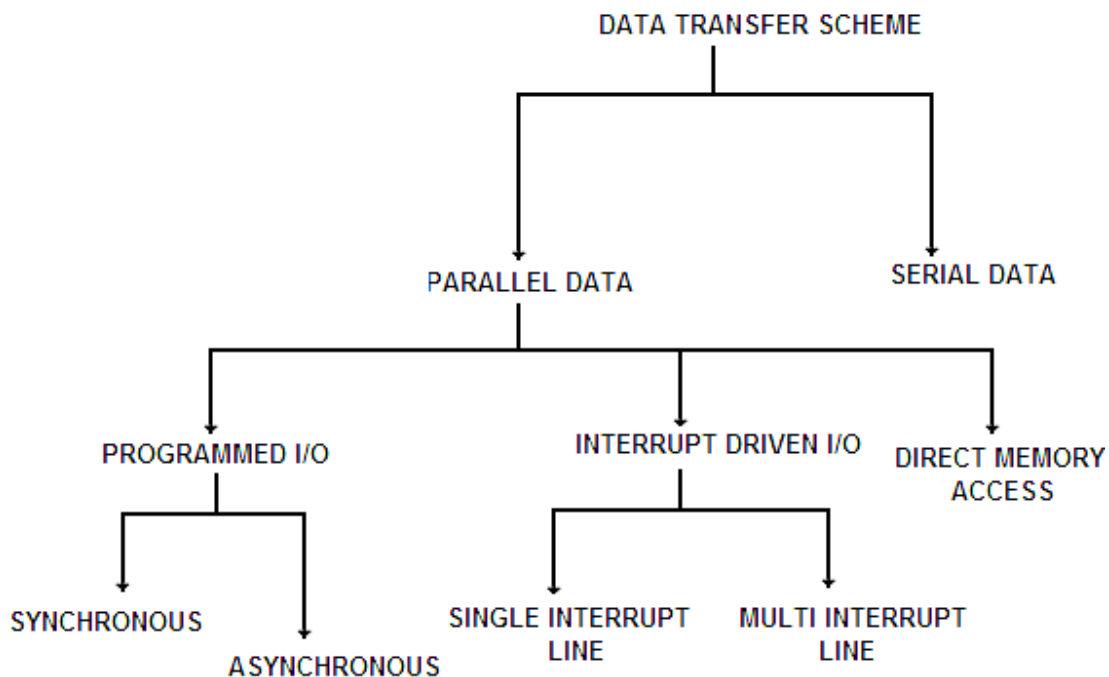 DATA TRANSFER SCHEME
PARALLEL DATA
SERIAL DATA
PROGRAMMED I/O
INTERRUPT DRIVEN I/O
DIRECT MEMORY
ACCESS
SYNCHRONOUS
ASYNCHRONOUS
SINGLE INTERRUPT
LINE
MULTI INTERRUPT
LINE